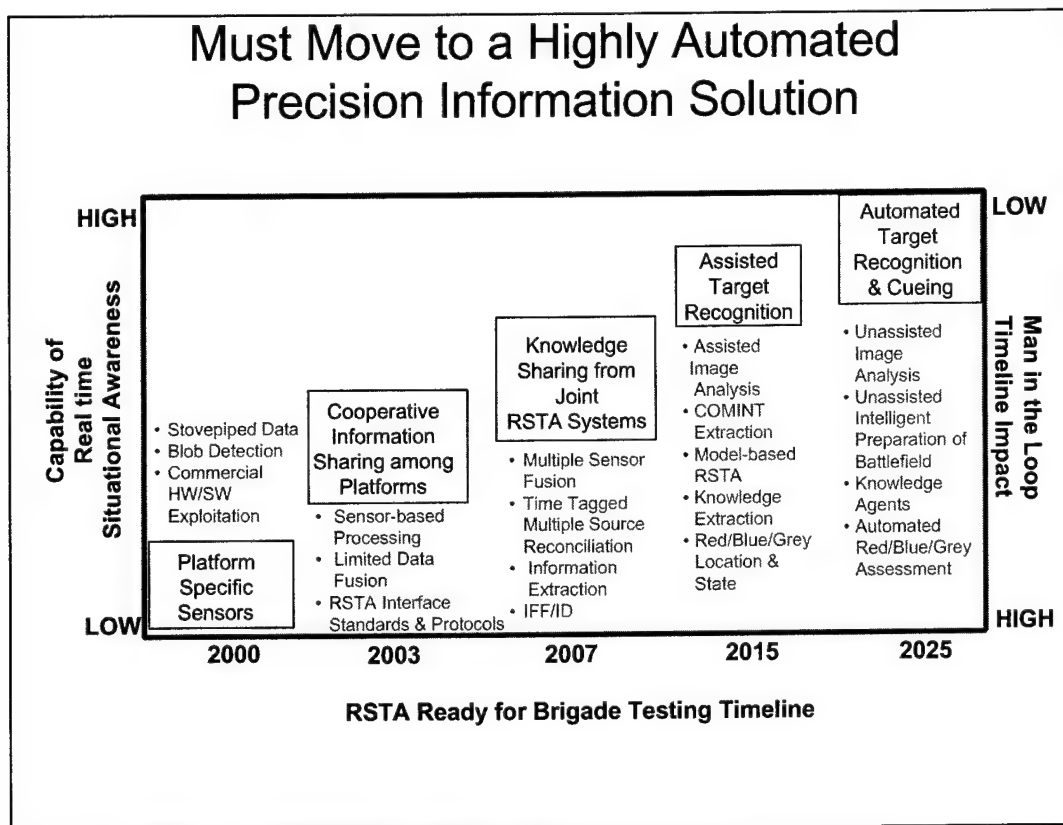 Must Move to a Highly Automated
Precision Information Solution
HIGH
LOW
Capability of
Real time
Situational Awareness
• Stovepiped Data
• Blob Detection
• Commercial
HW/SW
Exploitation
Platform
Specific
Sensors
Cooperative
Information
Sharing among
Platforms
• Sensor-based
Processing
• Limited Data
Fusion
• RSTA Interface
Standards & Protocols
Knowledge
Sharing from
Joint
RSTA Systems
• Multiple Sensor
Fusion
• Time Tagged
Multiple Source
Reconciliation
• Information
Extraction
• IFF/ID
Assisted
Target
Recognition
• Assisted
Image
Analysis
• COMINT
Extraction
• Model-based
RSTA
• Knowledge
Extraction
• Red/Blue/Grey
Location &
State
Automated
Target
Recognition
& Cueing
• Unassisted
Image
Analysis
• Unassisted
Intelligent
Preparation of
Battlefield
• Knowledge
Agents
• Automated
Red/Blue/Grey
Assessment
LOW
HIGH
Man in the Loop
Timeline Impact
2000
2003
2007
2015
2025
RSTA Ready for Brigade Testing Timeline